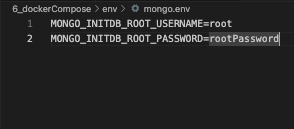 6_dockerCompose > env > mongo.env
1 MONGO_INITDB_ROOT_USERNAME=root
2 MONGO_INITDB_ROOT_PASSWORD=rootPassword